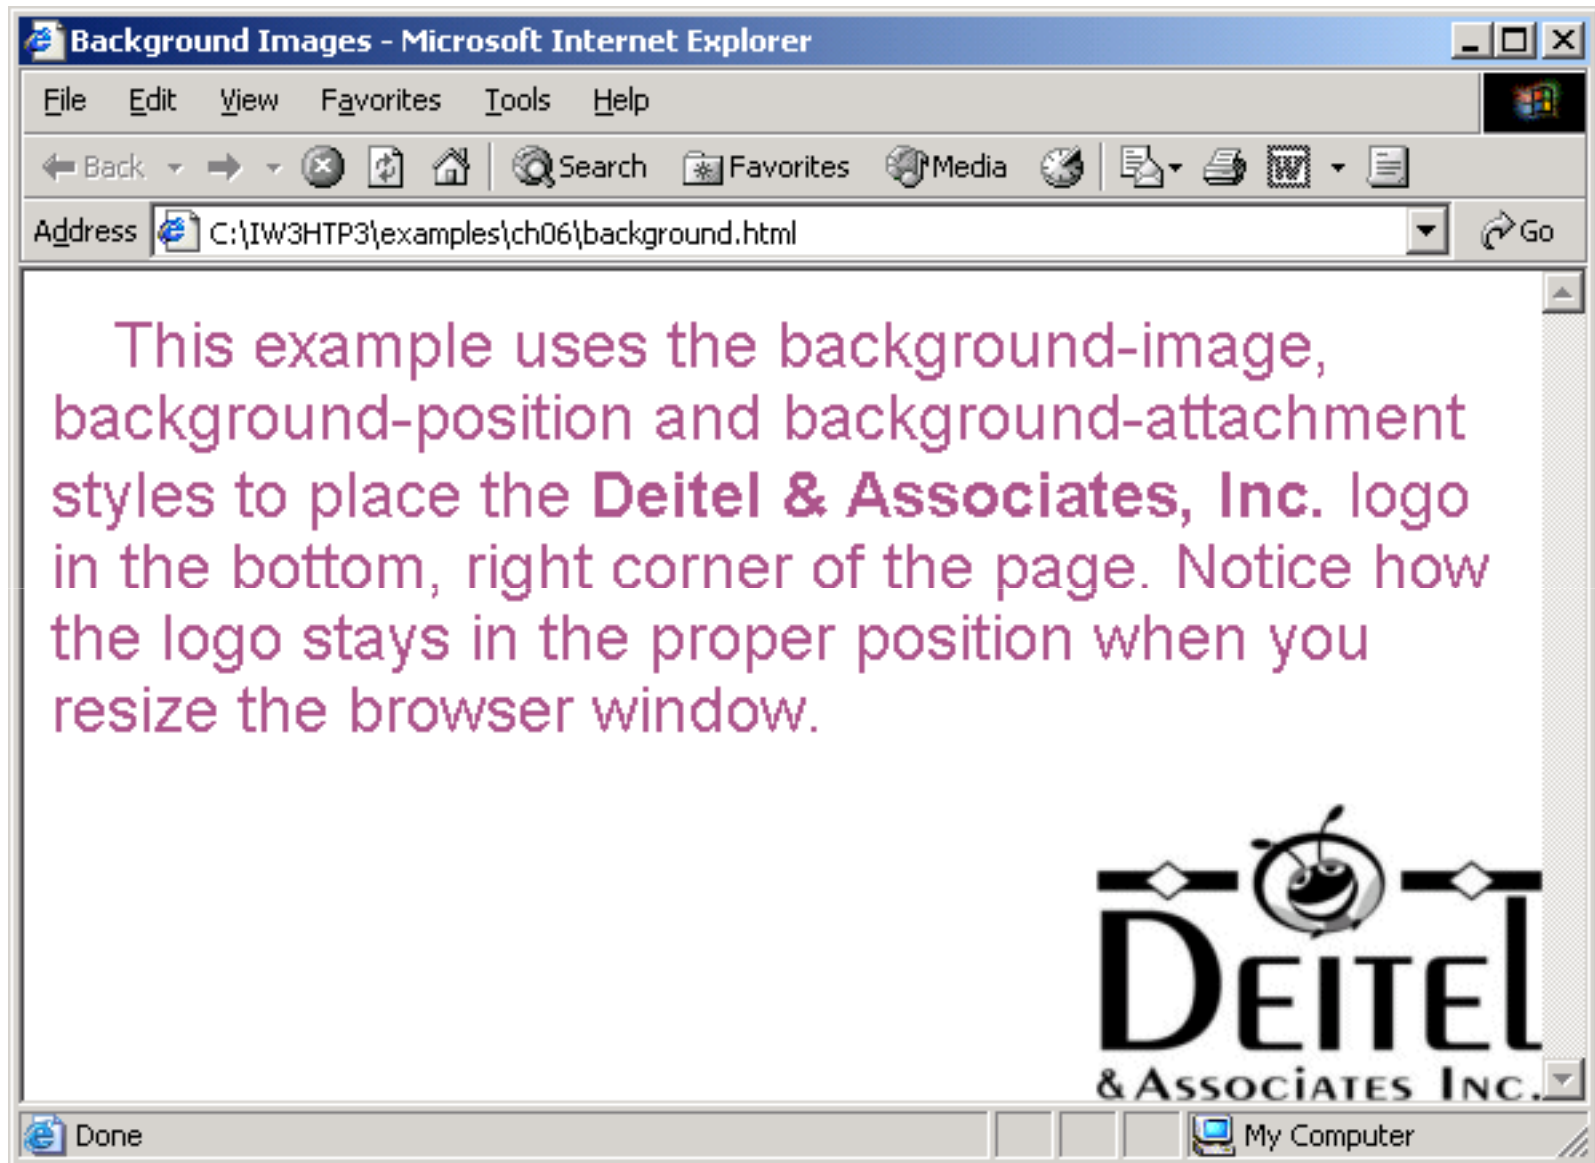 Background Images - Microsoft Internet Explorer
File Edit View Favorites Tools Help
Back Search Favorites Media W
Address C:\IW3HTP3\examples\ch06\background.html Go
This example uses the background-image,
background-position and background-attachment
styles to place the Deitel & Associates, Inc. logo
in the bottom, right corner of the page. Notice how
the logo stays in the proper position when you
resize the browser window.
DEITEL
& ASSOCiATES INC.
Done My Computer